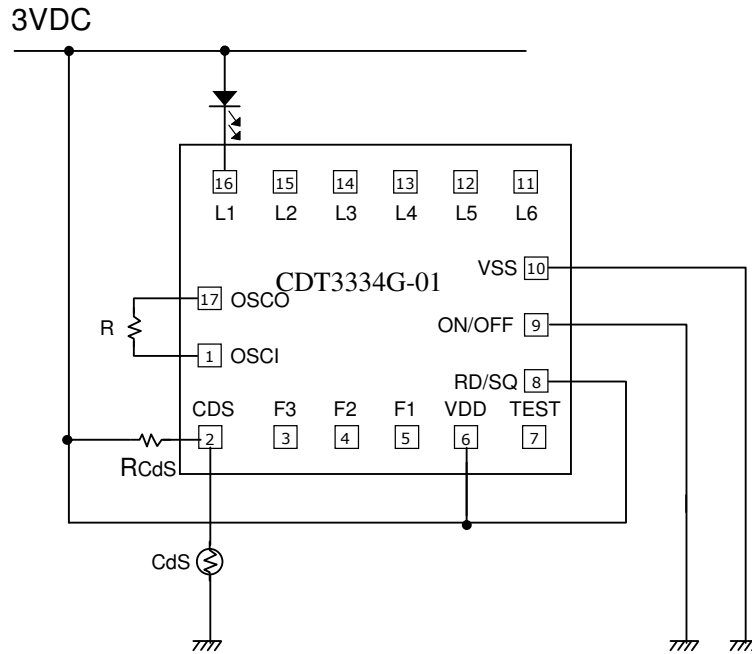 3VDC
16 15 14 13 12 11
L1 L2 L3 L4 L5 L6
VSS 10
CDT3334G-01
17 OSCO
ON/OFF 9
R
1 OSCI
RD/SQ 8
CDS F3 F2 F1 VDD TEST
2 3 4 5 6 7
RCdS
CdS